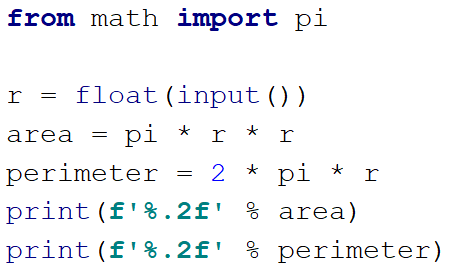 from math import pi

r = float(input())
area = pi * r * r
perimeter = 2 * pi * r
print(f'%.2f' % area)
print(f'%.2f' % perimeter)